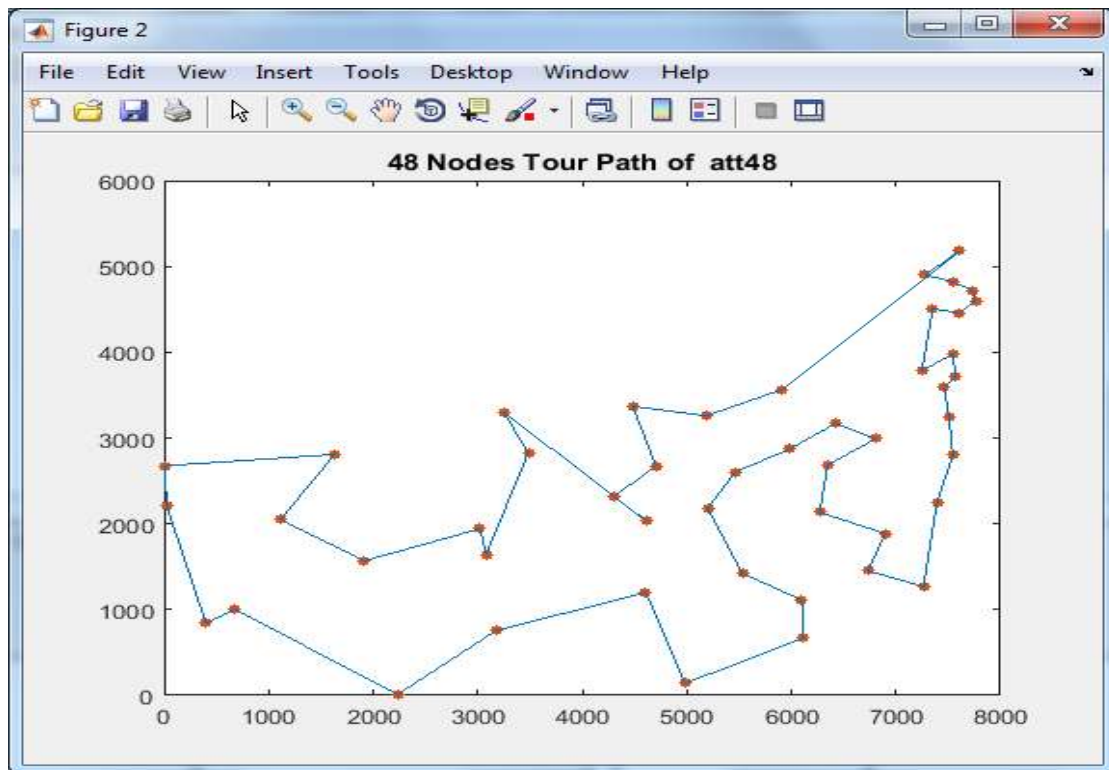 Figure 2
File Edit View Insert Tools Desktop Window Help
48 Nodes Tour Path of att48
6000
5000
4000
3000
2000
1000
0
0 1000 2000 3000 4000 5000 6000 7000 8000